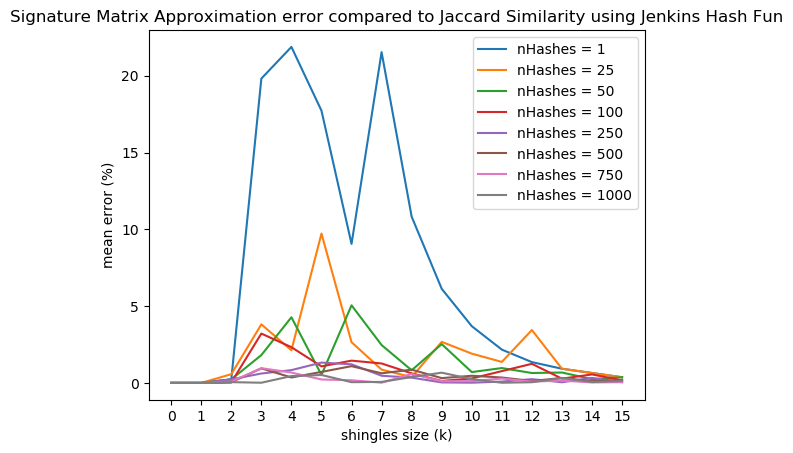 Signature Matrix Approximation error compared to Jaccard Similarity using Jenkins Hash Fun
nHashes = 1
nHashes = 25
nHashes = 50
nHashes = 100
nHashes = 250
nHashes = 500
nHashes = 750
nHashes = 1000
mean error (%)
20
15
10
5
0
0 1 2 3 4 5 6 7 8 9 10 11 12 13 14 15
shingles size (k)